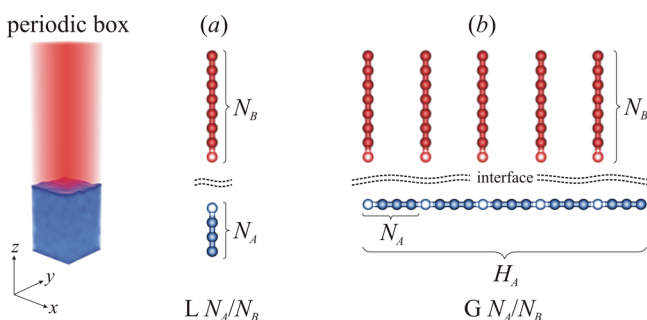 periodic box
(a)
(b)
N_B
N_B
interface
N_A
N_A
H_A
z
y
x
L N_A/N_B
G N_A/N_B